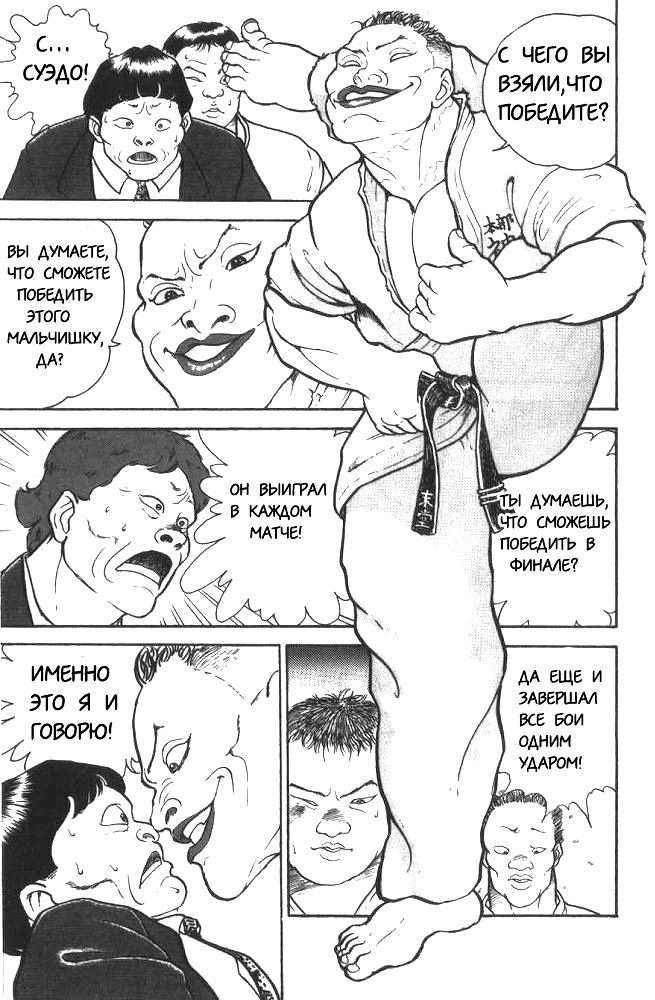 С...
СУЭДО!
С ЧЕГО ВЫ
ВЗЯЛИ,ЧТО
ПОБЕДИТЕ?
ВЫ ДУМАЕТЕ,
ЧТО СМОЖЕТЕ
ПОБЕДИТЬ
ЭТОГО
МАЛЬЧИШКУ,
ДА?
ОН ВЫИГРАЛ
В КАЖДОМ
МАТЧЕ!
ТЫ ДУМАЕШЬ,
ЧТО СМОЖЕШЬ
ПОБЕДИТЬ В
ФИНАЛЕ?
ИМЕННО
ЭТО Я И
ГОВОРЮ!
ДА ЕЩЕ И
ЗАВЕРШАЛ
ВСЕ БОИ
ОДНИМ
УДАРОМ!